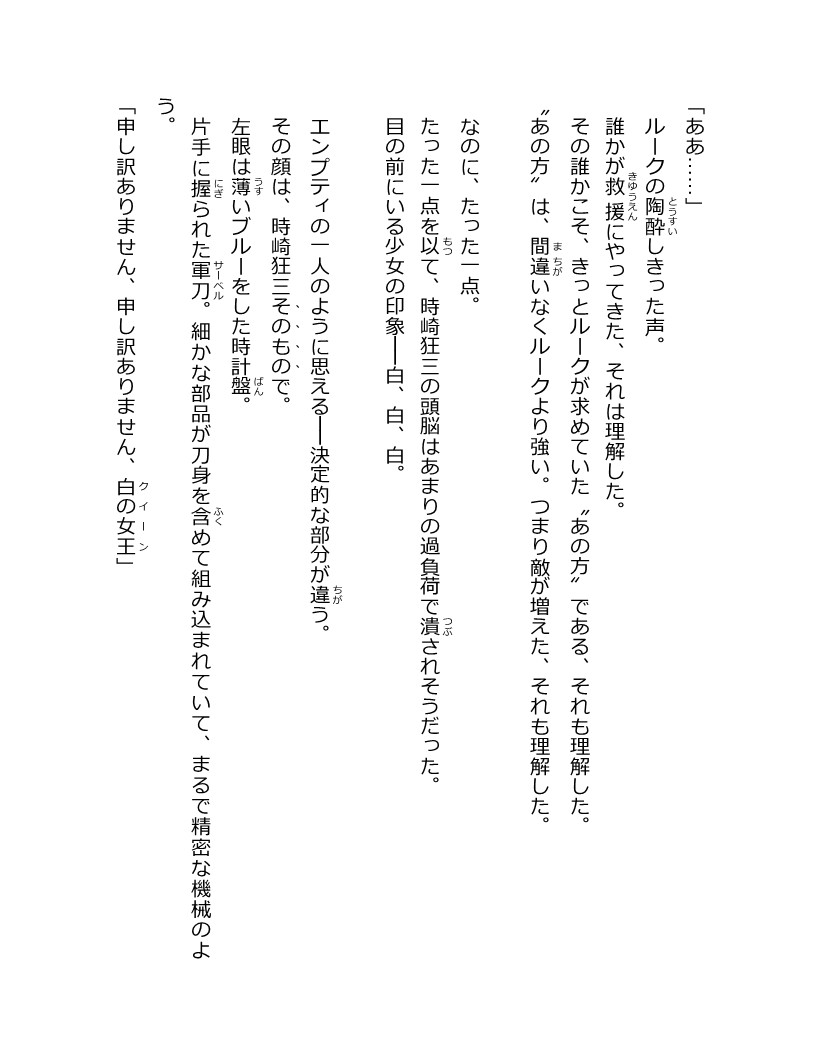 「ああ……」
ルークの陶酔しきった声。
誰かが救援にやってきた、それは理解した。
その誰かこそ、きっとルークが求めていた〝あの方〟である、それも理解した。
〝あの方〟は、間違いなくルークより強い。つまり敵が増えた、それも理解した。
なのに、たった一点。
たった一点を以て、時崎狂三の頭脳はあまりの過負荷で潰されそうだった。
目の前にいる少女の印象──白、白、白。
エンプティの一人のように思える──決定的な部分が違う。
その顔は、時崎狂三そのもので。
左眼は薄いブルーをした時計盤。
片手に握られた軍刀。細かな部品が刀身を含めて組み込まれていて、まるで精密な機械のよ
う。
「申し訳ありません、申し訳ありません、白の女王」